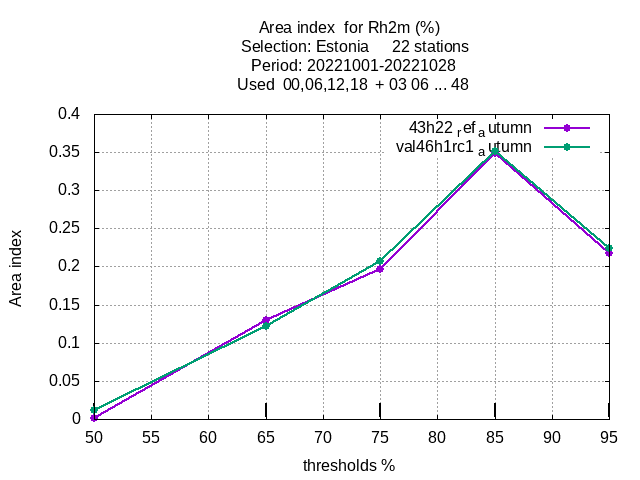 Area index for Rh2m (%)
Selection: Estonia 22 stations
Period: 20221001-20221028
Used 00,06,12,18 + 03 06 ... 48
0.4
43h22 ref autumn
val46h1rc1 autumn
0.35
0.3
0.25
0.2
0.15
0.1
0.05
0
Area index
50 55 60 65 70 75 80 85 90 95
thresholds %